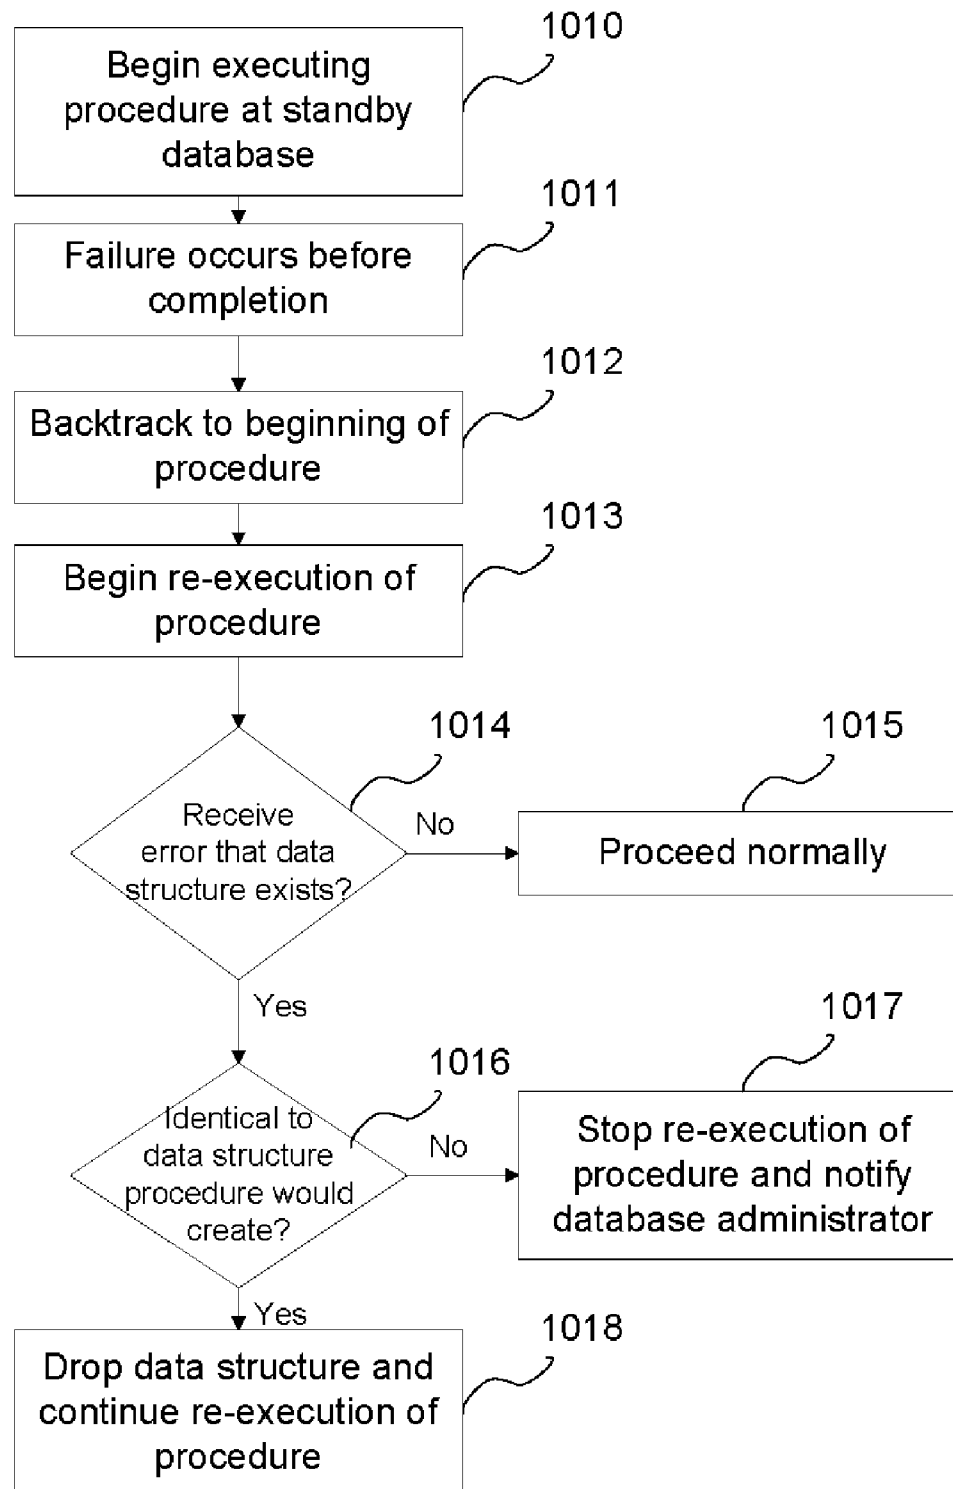 1010
Begin executing
procedure at standby
database
1011
Failure occurs before
completion
1012
Backtrack to beginning of
procedure
1013
Begin re-execution of
procedure
1014
Receive
error that data
structure exists?
No
1015
Proceed normally
Yes
1016
Identical to
data structure
procedure would
create?
No
1017
Stop re-execution of
procedure and notify
database administrator
Yes
1018
Drop data structure and
continue re-execution of
procedure